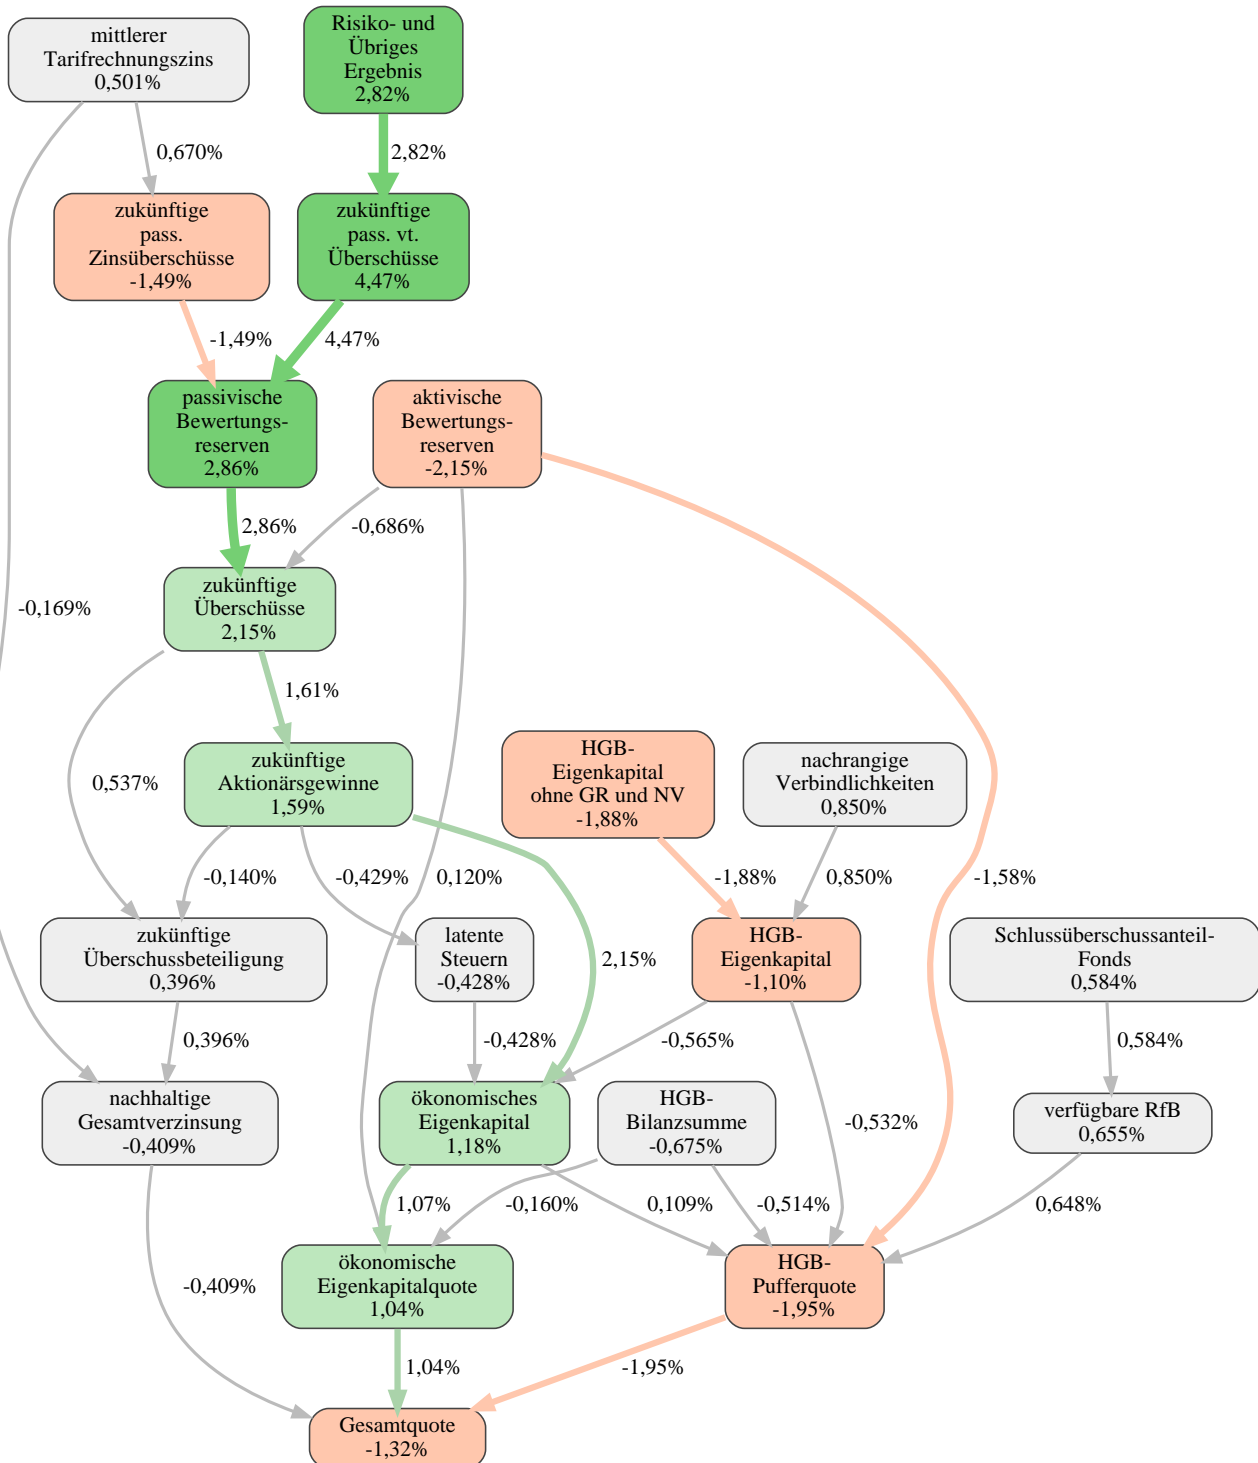 mittlerer
Tarifrechnungszins
0,501%
Risiko- und
Übriges
Ergebnis
2,82%
0,670%
2,82%
zukünftige
pass.
Zinsüberschüsse
-1,49%
zukünftige
pass. vt.
Überschüsse
4,47%
-1,49%
4,47%
passivische
Bewertungs-
reserven
2,86%
aktivische
Bewertungs-
reserven
-2,15%
2,86%
-0,686%
zukünftige
Überschüsse
2,15%
-0,169%
1,61%
zukünftige
Aktionärsgewinne
1,59%
HGB-
Eigenkapital
ohne GR und NV
-1,88%
nachrangige
Verbindlichkeiten
0,850%
0,537%
-0,140%
-0,429%
0,120%
-1,88%
0,850%
-1,58%
zukünftige
Überschussbeteiligung
0,396%
latente
Steuern
-0,428%
2,15%
HGB-
Eigenkapital
-1,10%
Schlussüberschussanteil-
Fonds
0,584%
0,396%
-0,428%
-0,565%
0,584%
nachhaltige
Gesamtverzinsung
-0,409%
ökonomisches
Eigenkapital
1,18%
HGB-
Bilanzsumme
-0,675%
-0,532%
verfügbare RfB
0,655%
1,07%
-0,160%
0,109%
-0,514%
0,648%
-0,409%
ökonomische
Eigenkapitalquote
1,04%
HGB-
Pufferquote
-1,95%
1,04%
-1,95%
Gesamtquote
-1,32%